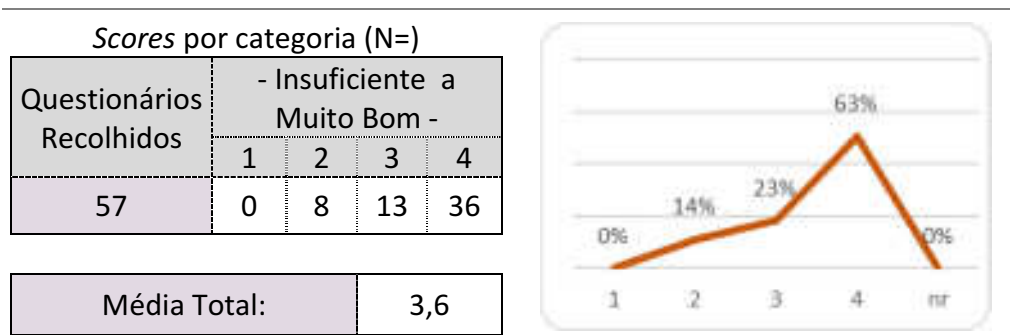 Scores por categoria (N=)
Questionários Recolhidos
- Insuficiente a
Muito Bom -
1 2 3 4
57 0 8 13 36
Média Total: 3,6
0% 14% 23% 63% 0%
1 2 3 4 nr